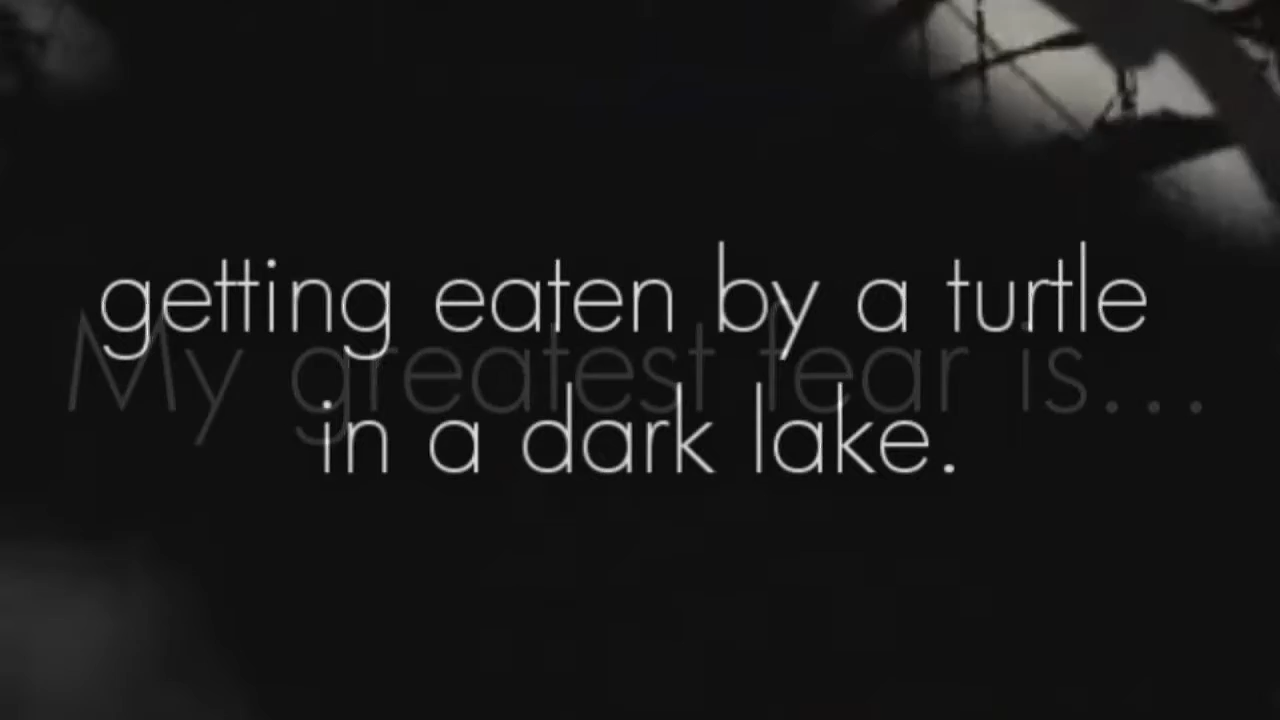 My greatest fear is...
getting eaten by a turtle
in a dark lake.